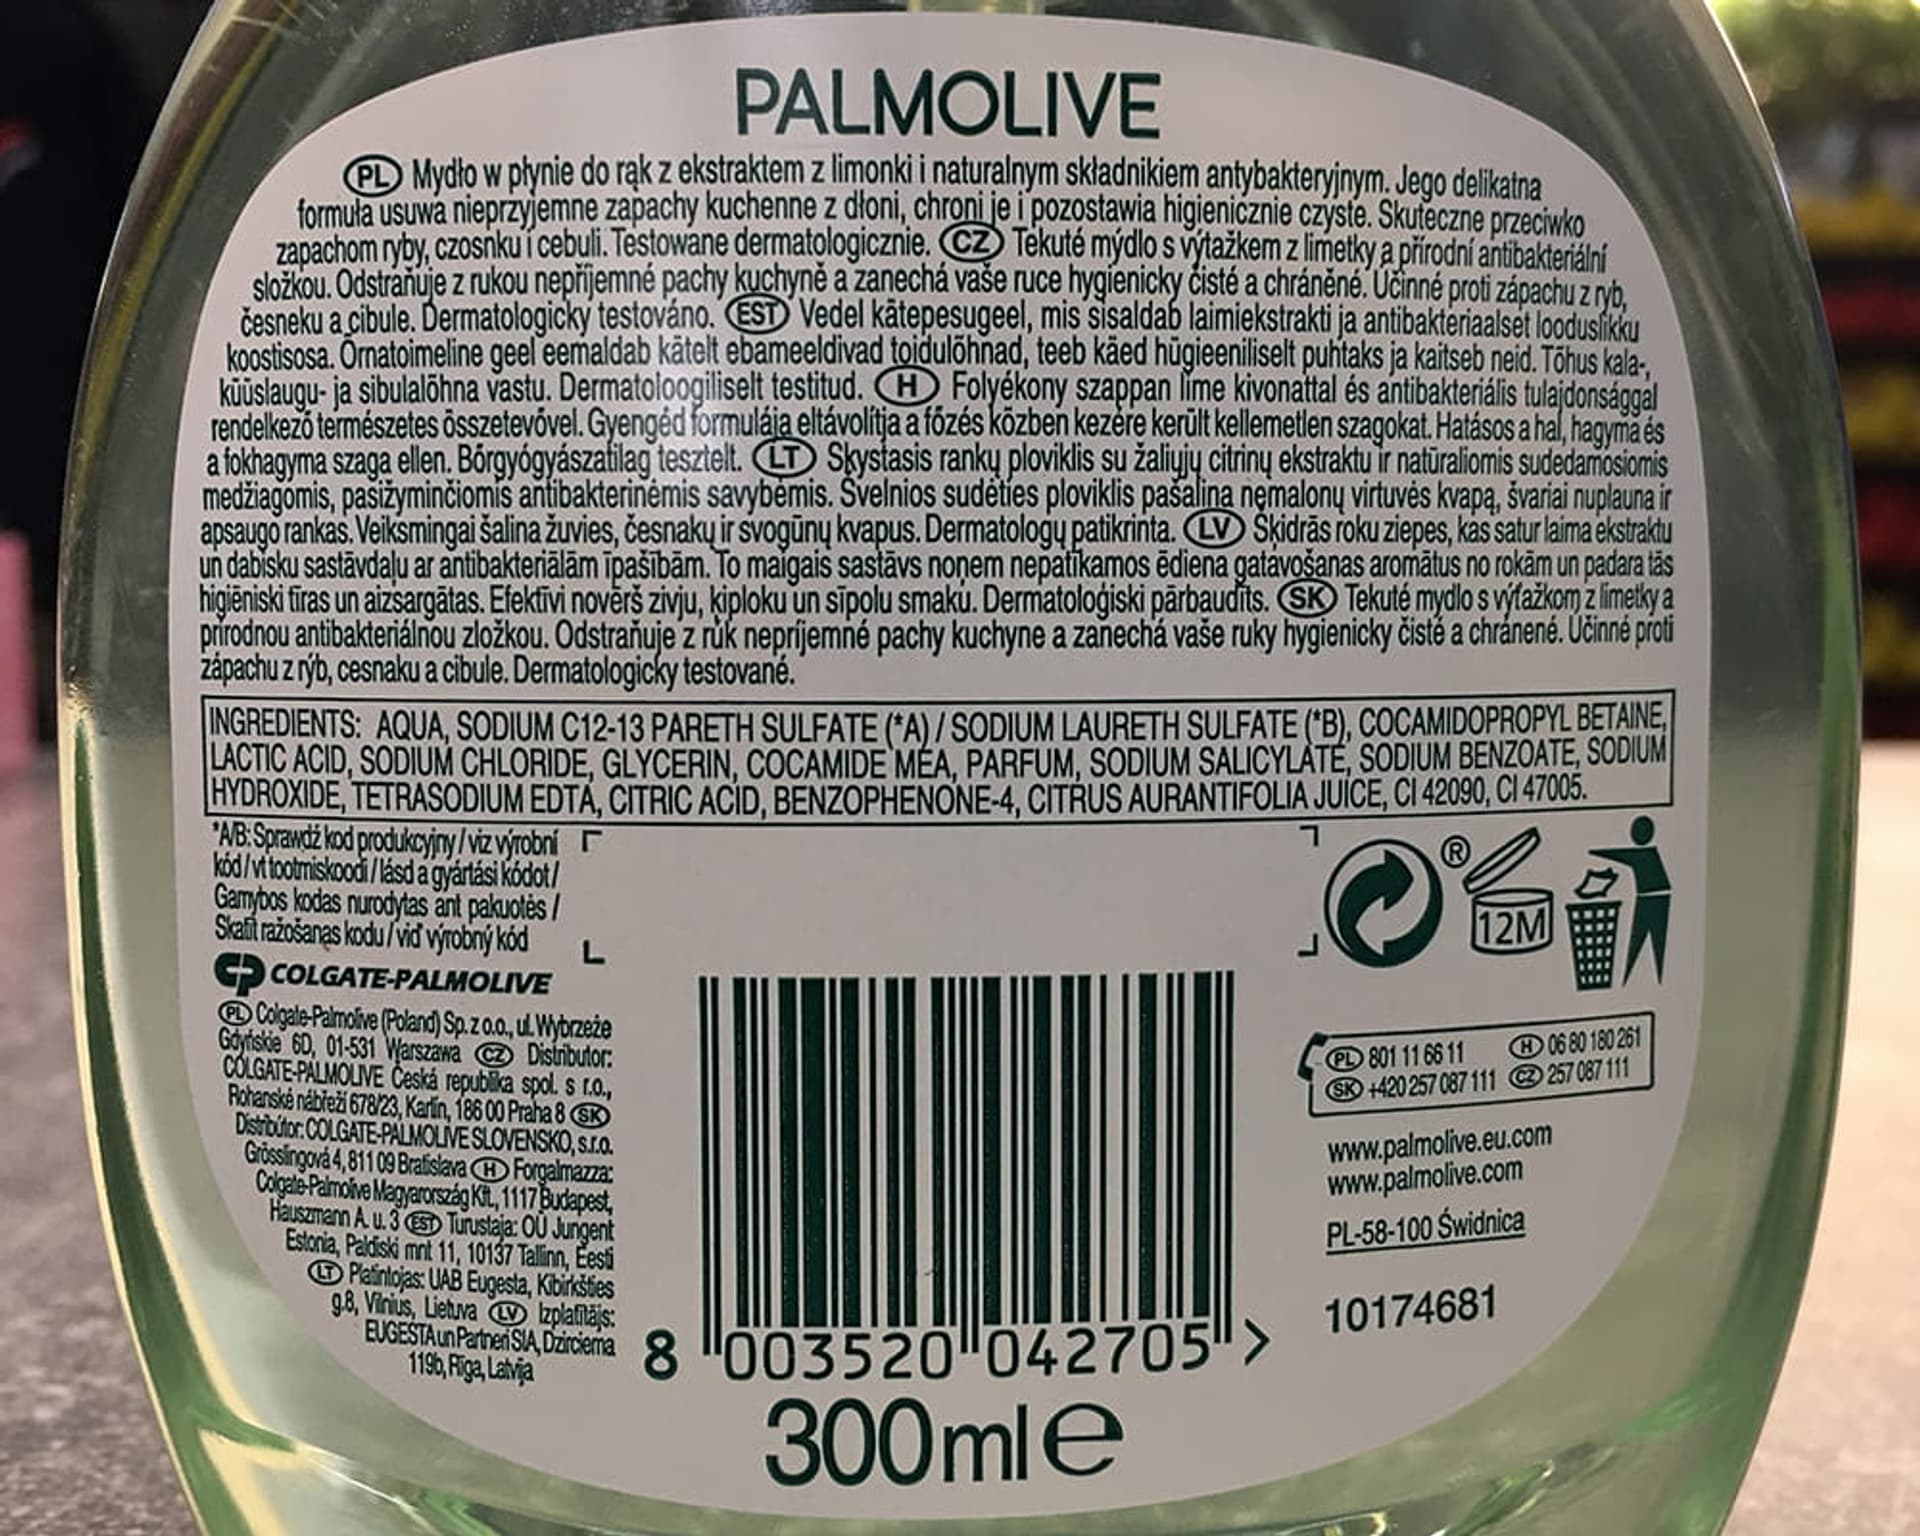 PALMOLIVE
PL Mydło w płynie do rąk z ekstraktem z limonki i naturalnym składnikiem antybakteryjnym. Jego delikatna
formuła usuwa nieprzyjemne zapachy kuchenne z dłoni, chroni je i pozostawia higienicznie czyste. Skuteczne przeciwko
zapachom ryby, czosnku i cebuli. Testowane dermatologicznie. CZ Tekuté mýdlo s výtažkem z limetky a přírodní antibakteriální
složkou. Odstraňuje z rukou nepříjemné pachy kuchyně a zanechá vaše ruce hygienicky čisté a chráněné. Účinné proti zápachu z ryb,
česneku a cibule. Dermatologicky testováno. EST Vedel kätepesugeel, mis sisaldab laimiekstrakti ja antibakteriaalset looduslikku
koostisosa. Õrnatoimeline geel eemaldab kätelt ebameeldivad toidulõhnad, teeb käed hügieeniliselt puhtaks ja kaitseb neid. Tõhus kala-,
küüslaugu- ja sibulalõhna vastu. Dermatoloogiliselt testitud. H Folyékony szappan lime kivonattal és antibakteriális tulajdonsággal
rendelkező természetes összetevővel. Gyengéd formulája eltávolítja a főzés közben kezére került kellemetlen szagokat. Hatásos a hal, hagyma és
a fokhagyma szaga ellen. Bőrgyógyászatilag tesztelt. LT Skystasis rankų ploviklis su žaliųjų citrinų ekstraktu ir natūraliomis sudedamosiomis
medžiagomis, pasižyminčiomis antibakterinėmis savybėmis. Švelnios sudėties ploviklis pašalina nemalonų virtuvės kvapą, švariai nuplauna ir
apsaugo rankas. Veiksmingai šalina žuvies, česnakų ir svogūnų kvapus. Dermatologų patikrinta. LV Šķidrās roku ziepes, kas satur laima ekstraktu
un dabisku sastāvdaļu ar antibakteriālām īpašībām. To maigais sastāvs noņem nepatīkamos ēdiena gatavošanas aromātus no rokām un padara tās
higiēniski tīras un aizsargātas. Efektīvi novērš zivju, ķiploku un sīpolu smaku. Dermatoloģiski pārbaudīts. SK Tekuté mydlo s výťažkom z limetky a
prírodnou antibakteriálnou zložkou. Odstraňuje z rúk nepríjemné pachy kuchyne a zanechá vaše ruky hygienicky čisté a chránené. Účinné proti
zápachu z rýb, cesnaku a cibule. Dermatologicky testované.
INGREDIENTS: AQUA, SODIUM C12-13 PARETH SULFATE (*A) / SODIUM LAURETH SULFATE (*B), COCAMIDOPROPYL BETAINE,
LACTIC ACID, SODIUM CHLORIDE, GLYCERIN, COCAMIDE MEA, PARFUM, SODIUM SALICYLATE, SODIUM BENZOATE, SODIUM
HYDROXIDE, TETRASODIUM EDTA, CITRIC ACID, BENZOPHENONE-4, CITRUS AURANTIFOLIA JUICE, CI 42090, CI 47005.
*A/B: Sprawdź kod produkcyjny / viz výrobní
kód / vt tootmiskoodi / lásd a gyártási kódot /
Gamybos kodas nurodytas ant pakuotės /
Skatīt ražošanas kodu / viď výrobný kód
® 12M
CP COLGATE-PALMOLIVE
PL Colgate-Palmolive (Poland) Sp. z o.o., ul. Wybrzeże
Gdyńskie 6D, 01-531 Warszawa CZ Distributor:
COLGATE-PALMOLIVE Česká republika spol. s r.o.,
Rohanské nábřeží 678/23, Karlín, 186 00 Praha 8 SK
Distribútor: COLGATE-PALMOLIVE SLOVENSKO, s.r.o.
Grösslingová 4, 811 09 Bratislava H Forgalmazza:
Colgate-Palmolive Magyarország Kft., 1117 Budapest,
Hauszmann A. u. 3 EST Turustaja: OÜ Jungent
Estonia, Paldiski mnt 11, 10137 Tallinn, Eesti
LT Platintojas: UAB Eugesta, Kibirkšties
g.8, Vilnius, Lietuva LV Izplatītājs:
EUGESTA un Partneri SIA, Dzirciema
119b, Rīga, Latvija
PL 801 11 66 11 H 06 80 180 261
SK +420 257 087 111 CZ 257 087 111
www.palmolive.eu.com
www.palmolive.com
PL-58-100 Świdnica
10174681
8 003520 042705 >
300ml e